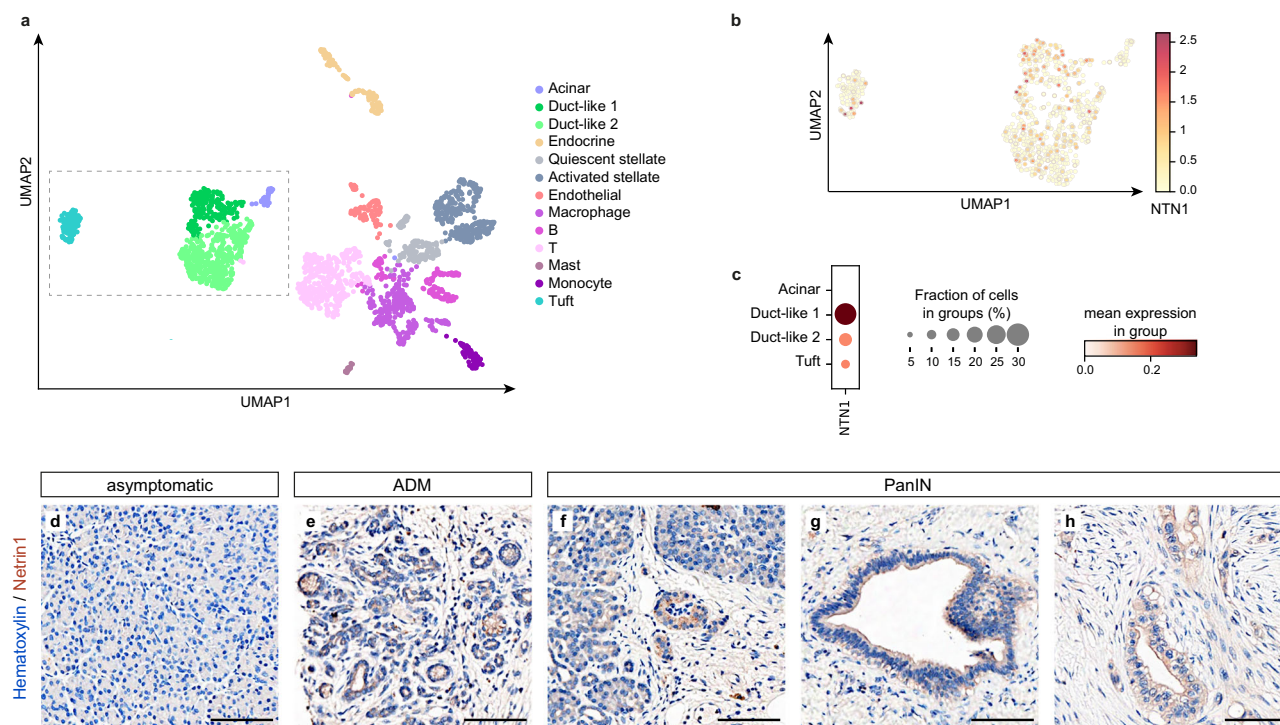 a
UMAP2
UMAP1
Acinar
Duct-like 1
Duct-like 2
Endocrine
Quiescent stellate
Activated stellate
Endothelial
Macrophage
B
T
Mast
Monocyte
Tuft
b
UMAP2
UMAP1
2.5
2
1.5
1
0.5
0.0
NTN1
c
Acinar
Duct-like 1
Duct-like 2
Tuft
NTN1
Fraction of cells
in groups (%)
5 10 15 20 25 30
mean expression
in group
0.0 0.2
asymptomatic
ADM
PanIN
Hematoxylin / Netrin1
d
e
f
g
h